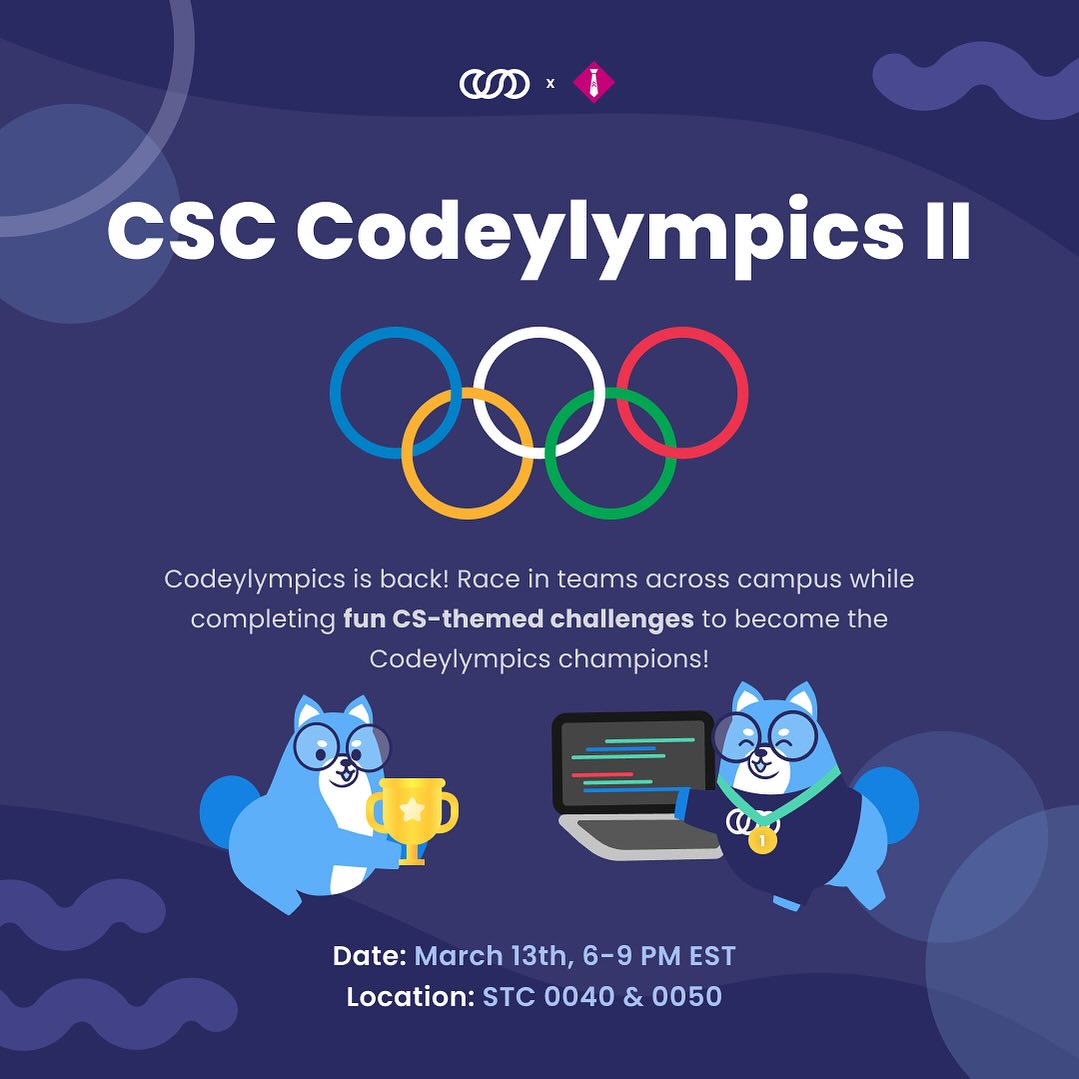 CSC x
CSC Codeylympics II
Codeylympics is back! Race in teams across campus while
completing fun CS-themed challenges to become the
Codeylympics champions!
1
Date: March 13th, 6-9 PM EST
Location: STC 0040 & 0050